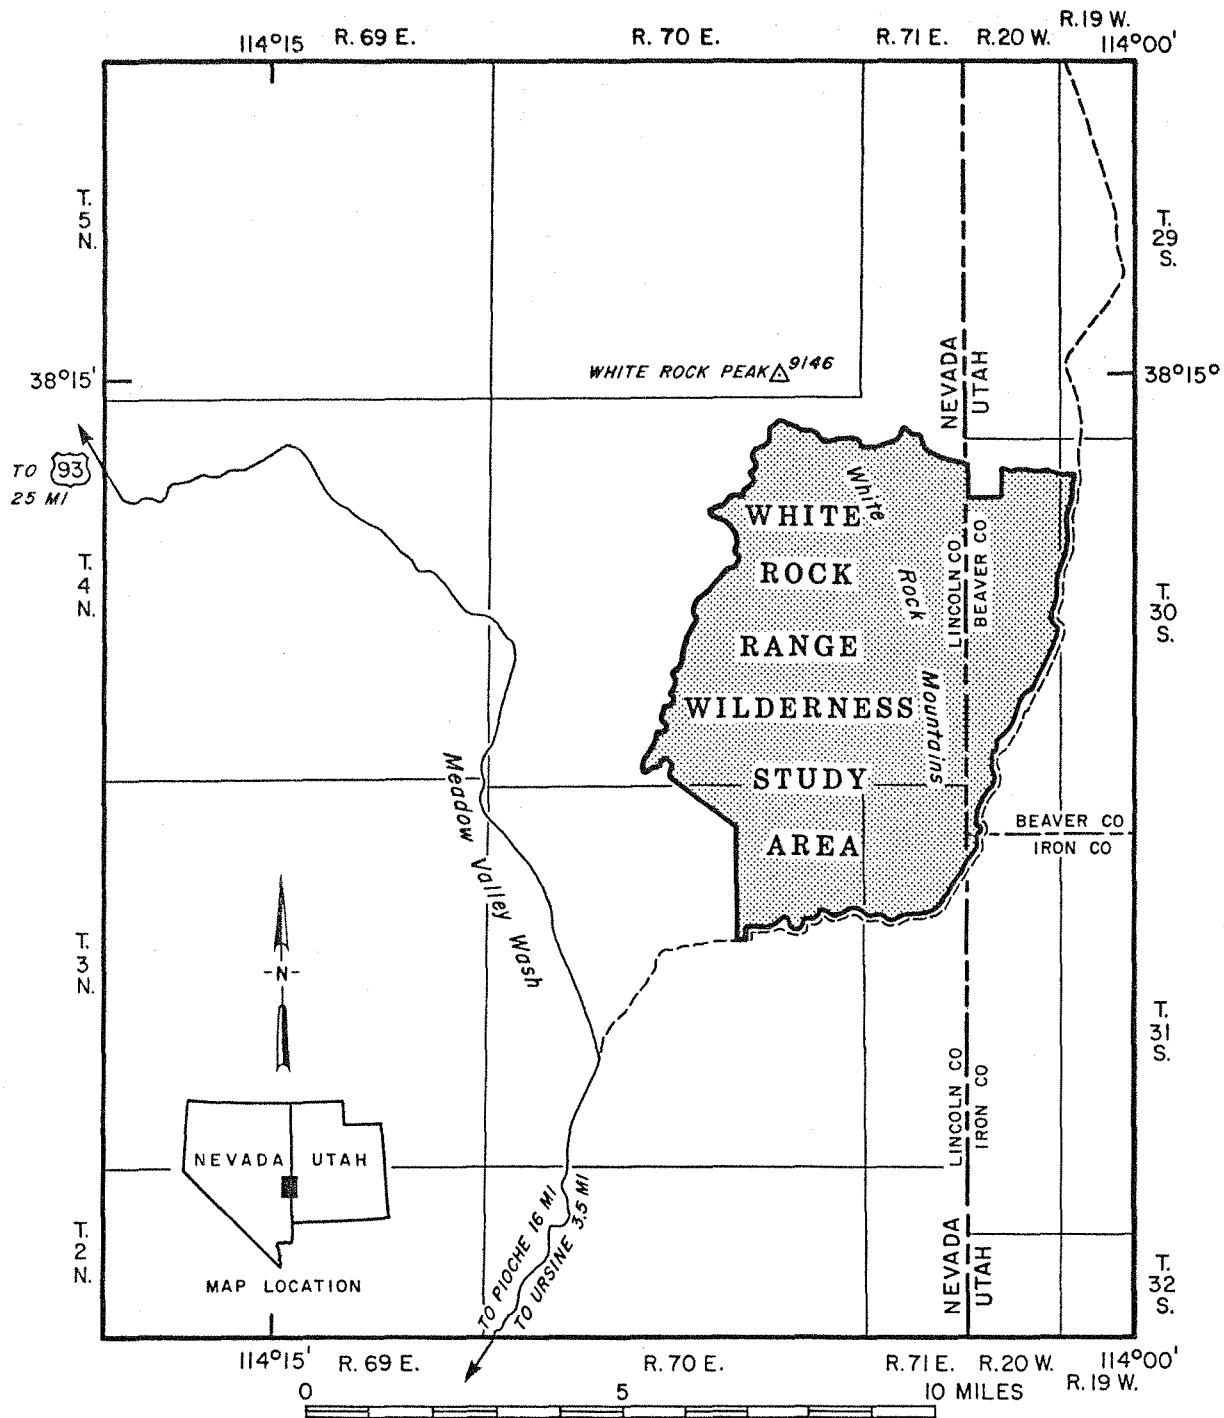 R.19 W.
114°15 R. 69 E. R. 70 E. R. 71 E. R.20 W. 114°00'
T.
5
N.
T.
29
S.
NEVADA
UTAH
WHITE ROCK PEAK 9146
38°15'
38°15°
TO 93
25 MI
White
Rock
Mountains
WHITE
ROCK
RANGE
WILDERNESS
STUDY
AREA
LINCOLN CO
BEAVER CO
T.
4
N.
T.
30
S.
Meadow Valley Wash
BEAVER CO
IRON CO
T.
3
N.
-N-
T.
31
S.
LINCOLN CO
IRON CO
NEVADA UTAH
MAP LOCATION
TO PIOCHE 16 MI
TO URSINE 3.5 MI
NEVADA
UTAH
T.
2
N.
T.
32
S.
114°15' R. 69 E. R. 70 E. R. 71 E. R. 20 W. 114°00'
R. 19 W.
0 5 10 MILES